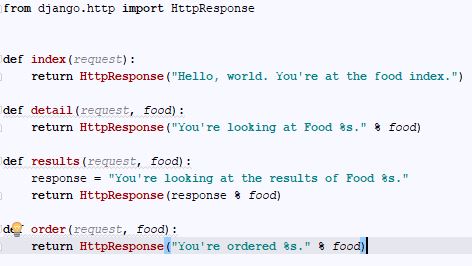 from django.http import HttpResponse
def index(request):
return HttpResponse("Hello, world. You're at the food index.")
def detail(request, food):
return HttpResponse("You're looking at Food %s." % food)
def results(request, food):
response = "You're looking at the results of Food %s."
return HttpResponse(response % food)
def order(request, food):
return HttpResponse("You're ordered %s." % food)